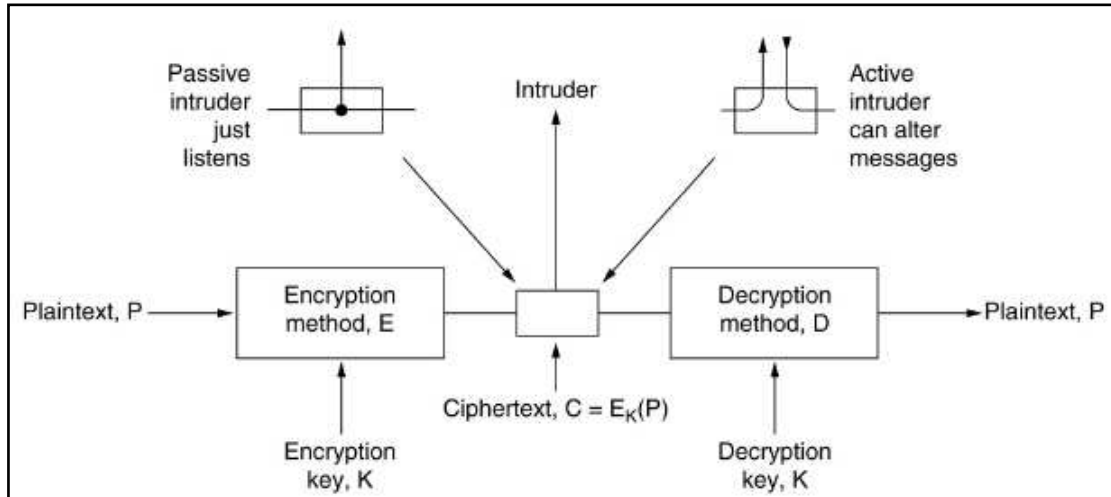 Passive
intruder
just
listens
Intruder
Active
intruder
can alter
messages
Plaintext, P
Encryption
method, E
Decryption
method, D
Plaintext, P
Ciphertext, C = E_K(P)
Encryption
key, K
Decryption
key, K